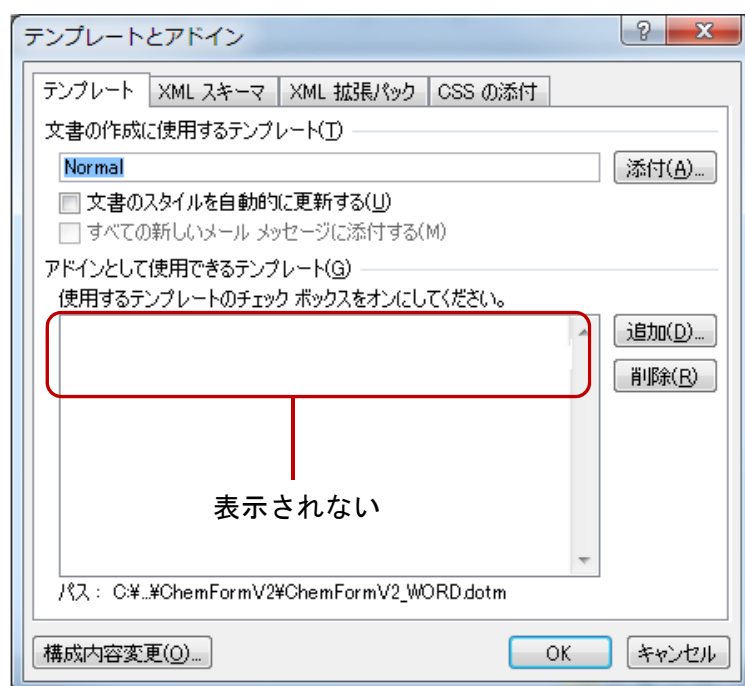 テンプレートとアドイン
テンプレート XML スキーマ XML 拡張パック CSS の添付
文書の作成に使用するテンプレート(T)
Normal 添付(A)...
文書のスタイルを自動的に更新する(U)
すべての新しいメール メッセージに添付する(M)
アドインとして使用できるテンプレート(G)
使用するテンプレートのチェック ボックスをオンにしてください。
追加(D)...
削除(R)
表示されない
パス： C:¥...¥ChemFormV2¥ChemFormV2_WORD.dotm
構成内容変更(O)... OK キャンセル